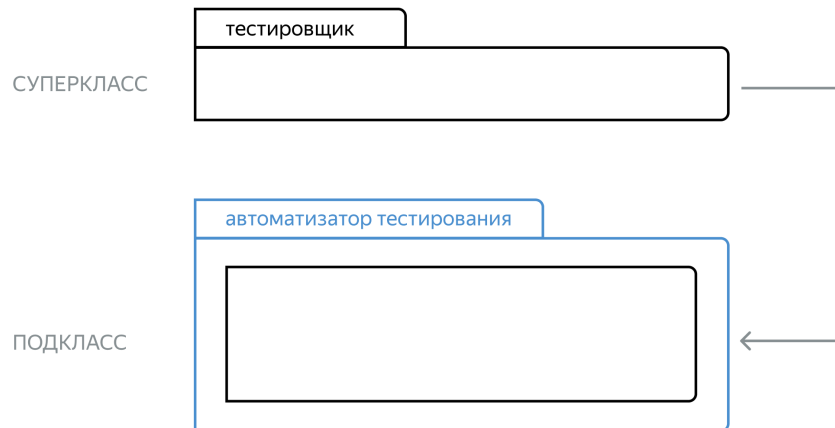 тестировщик
СУПЕРКЛАСС
автоматизатор тестирования
ПОДКЛАСС